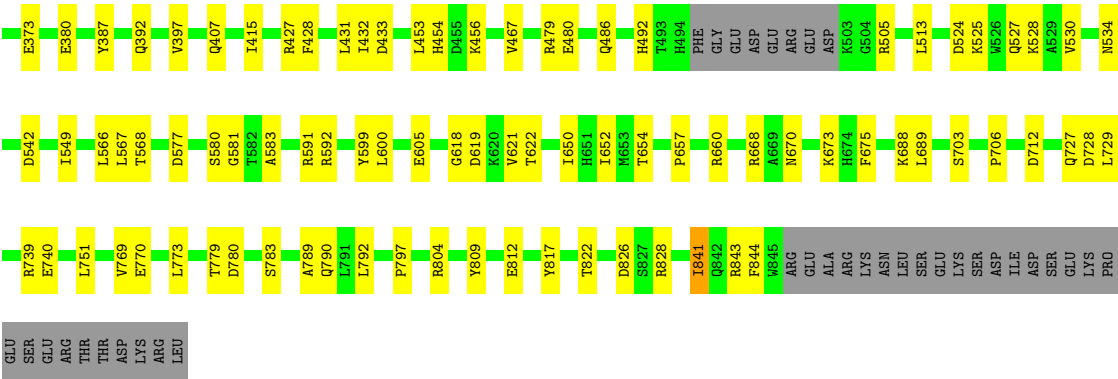 E373 E380 Y387 Q392 V397 Q407 I415 R427 F428 L431 I432 D433 L453 H454 D455 K456 V467 R479 E480 Q486 H492 T493 H494 PHE GLY GLU ASP GLU ARG GLU ASP K503 G504 R505 L513 D524 K525 W526 Q527 K528 A529 V530 N534
D542 I549 L566 L567 T568 D577 S580 G581 T582 A583 R591 R592 Y599 L600 E605 G618 D619 K620 V621 T622 I650 H651 I652 M653 T654 P657 R660 R668 A669 N670 K673 H674 F675 K688 L689 S703 P706 D712 Q727 D728 L729
R739 E740 L751 V769 E770 L773 T779 D780 S783 A789 Q790 L791 L792 P797 R804 Y809 E812 Y817 T822 D826 S827 R828 I841 Q842 R843 F844 W845 ARG GLU ALA ARG LYS ASN LEU SER GLU LYS SER ASP ILE ASP SER GLU LYS PRO
GLU SER GLU ARG THR THR ASP LYS ARG LEU